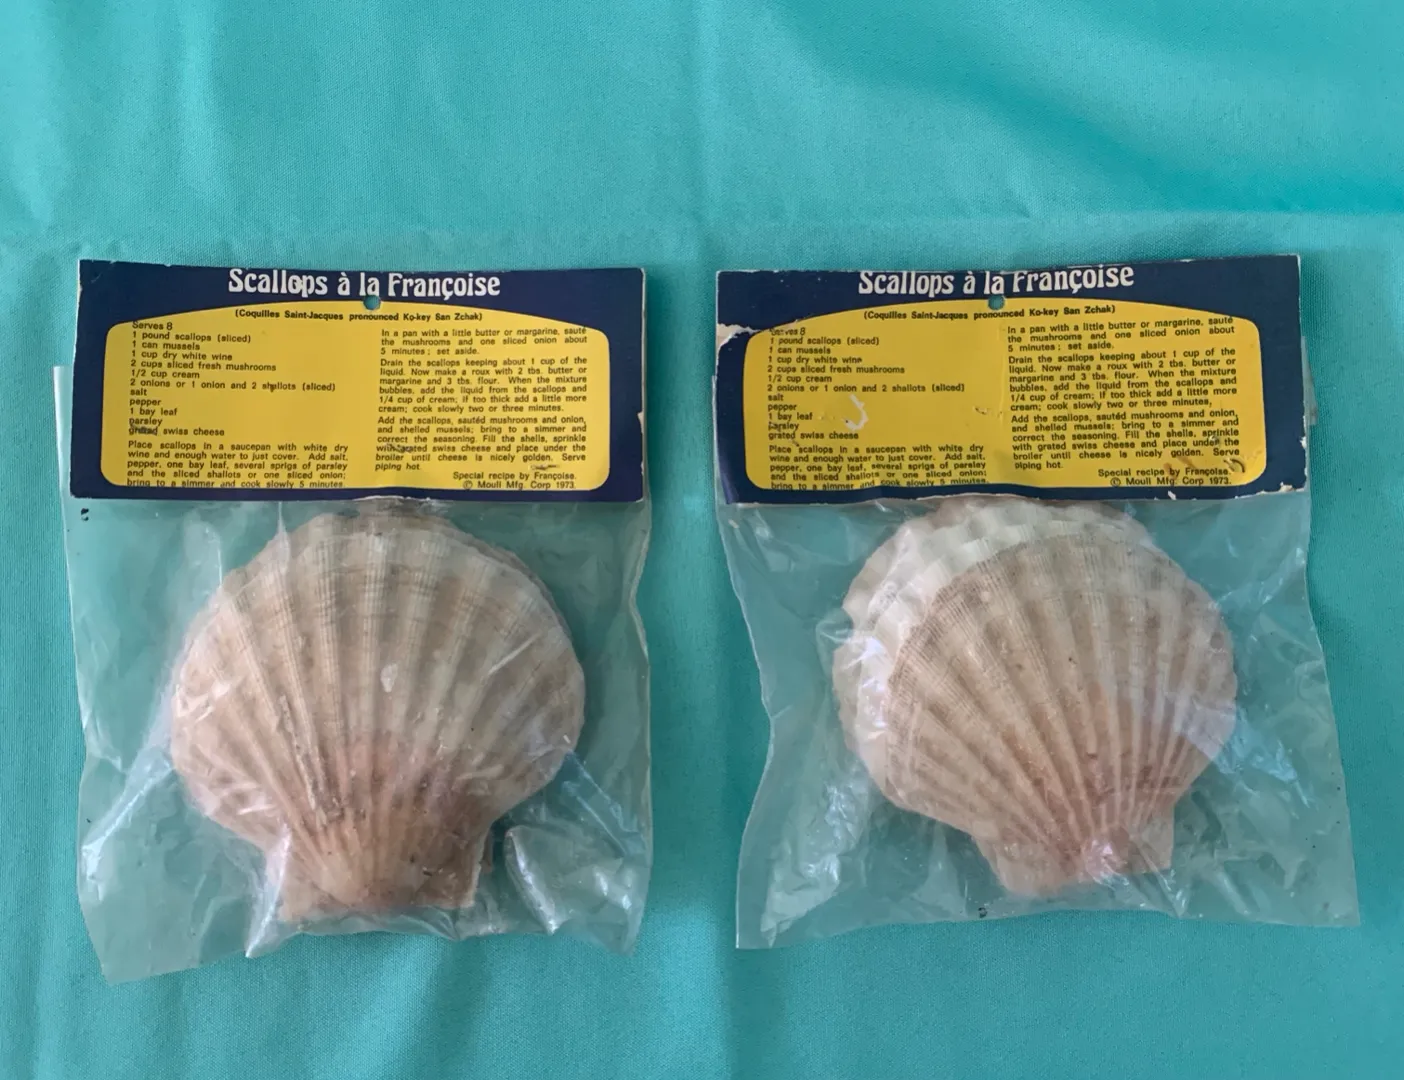 Scallops à la Françoise
(Coquilles Saint-Jacques pronounced Ko-key San Zchak)
Serves 8
1 pound scallops (sliced)
1 can mussels
1 cup dry white wine
2 cups sliced fresh mushrooms
1/2 cup cream
2 onions or 1 onion and 2 shallots (sliced)
salt
pepper
1 bay leaf
parsley
grated swiss cheese
Place scallops in a saucepan with white dry
wine and enough water to just cover. Add salt,
pepper, one bay leaf, several sprigs of parsley
and the sliced shallots or one sliced onion;
bring to a simmer and cook slowly 5 minutes.
In a pan with a little butter or margarine, sauté
the mushrooms and one sliced onion about
5 minutes; set aside.
Drain the scallops keeping about 1 cup of the
liquid. Now make a roux with 2 tbs. butter or
margarine and 3 tbs. flour. When the mixture
bubbles, add the liquid from the scallops and
1/4 cup of cream; if too thick add a little more
cream; cook slowly two or three minutes.
Add the scallops, sautéd mushrooms and onion,
and shelled mussels; bring to a simmer and
correct the seasoning. Fill the shells, sprinkle
with grated swiss cheese and place under the
broiler until cheese is nicely golden. Serve
piping hot.
Special recipe by Françoise.
© Moull Mfg. Corp 1973.
Scallops à la Françoise
(Coquilles Saint-Jacques pronounced Ko-key San Zchak)
Serves 8
1 pound scallops (sliced)
1 can mussels
1 cup dry white wine
2 cups sliced fresh mushrooms
1/2 cup cream
2 onions or 1 onion and 2 shallots (sliced)
salt
pepper
1 bay leaf
parsley
grated swiss cheese
Place scallops in a saucepan with white dry
wine and enough water to just cover. Add salt,
pepper, one bay leaf, several sprigs of parsley
and the sliced shallots or one sliced onion;
bring to a simmer and cook slowly 5 minutes.
In a pan with a little butter or margarine, sauté
the mushrooms and one sliced onion about
5 minutes; set aside.
Drain the scallops keeping about 1 cup of the
liquid. Now make a roux with 2 tbs. butter or
margarine and 3 tbs. flour. When the mixture
bubbles, add the liquid from the scallops and
1/4 cup of cream; if too thick add a little more
cream; cook slowly two or three minutes.
Add the scallops, sautéd mushrooms and onion,
and shelled mussels; bring to a simmer and
correct the seasoning. Fill the shells, sprinkle
with grated swiss cheese and place under the
broiler until cheese is nicely golden. Serve
piping hot.
Special recipe by Françoise.
© Moull Mfg. Corp 1973.